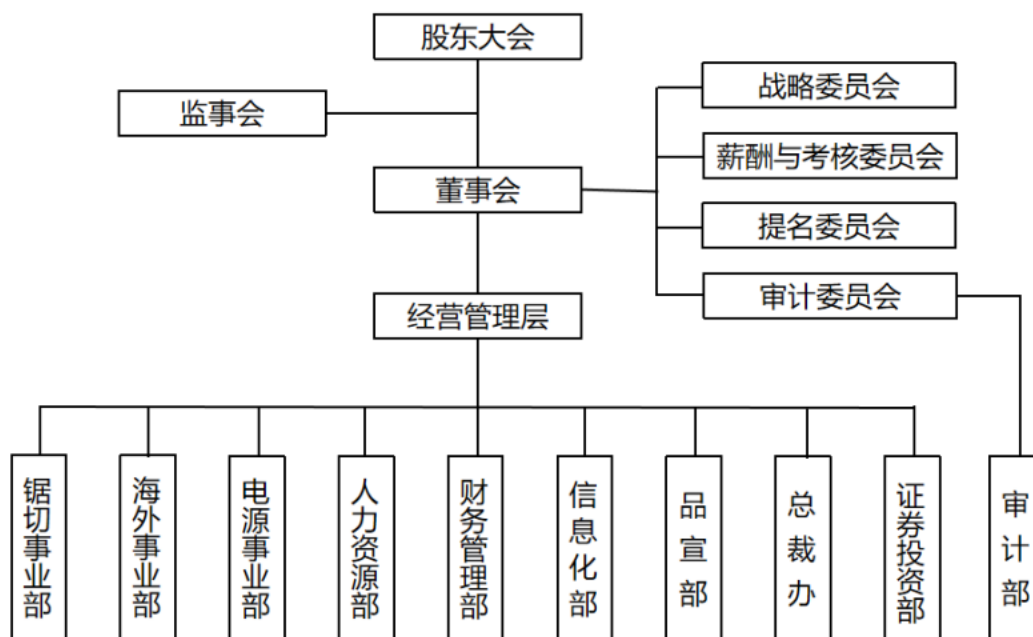 股东大会
监事会
战略委员会
薪酬与考核委员会
董事会
提名委员会
审计委员会
经营管理层
锯切事业部
海外事业部
电源事业部
人力资源部
财务管理部
信息化部
品宣部
总裁办
证券投资部
审计部